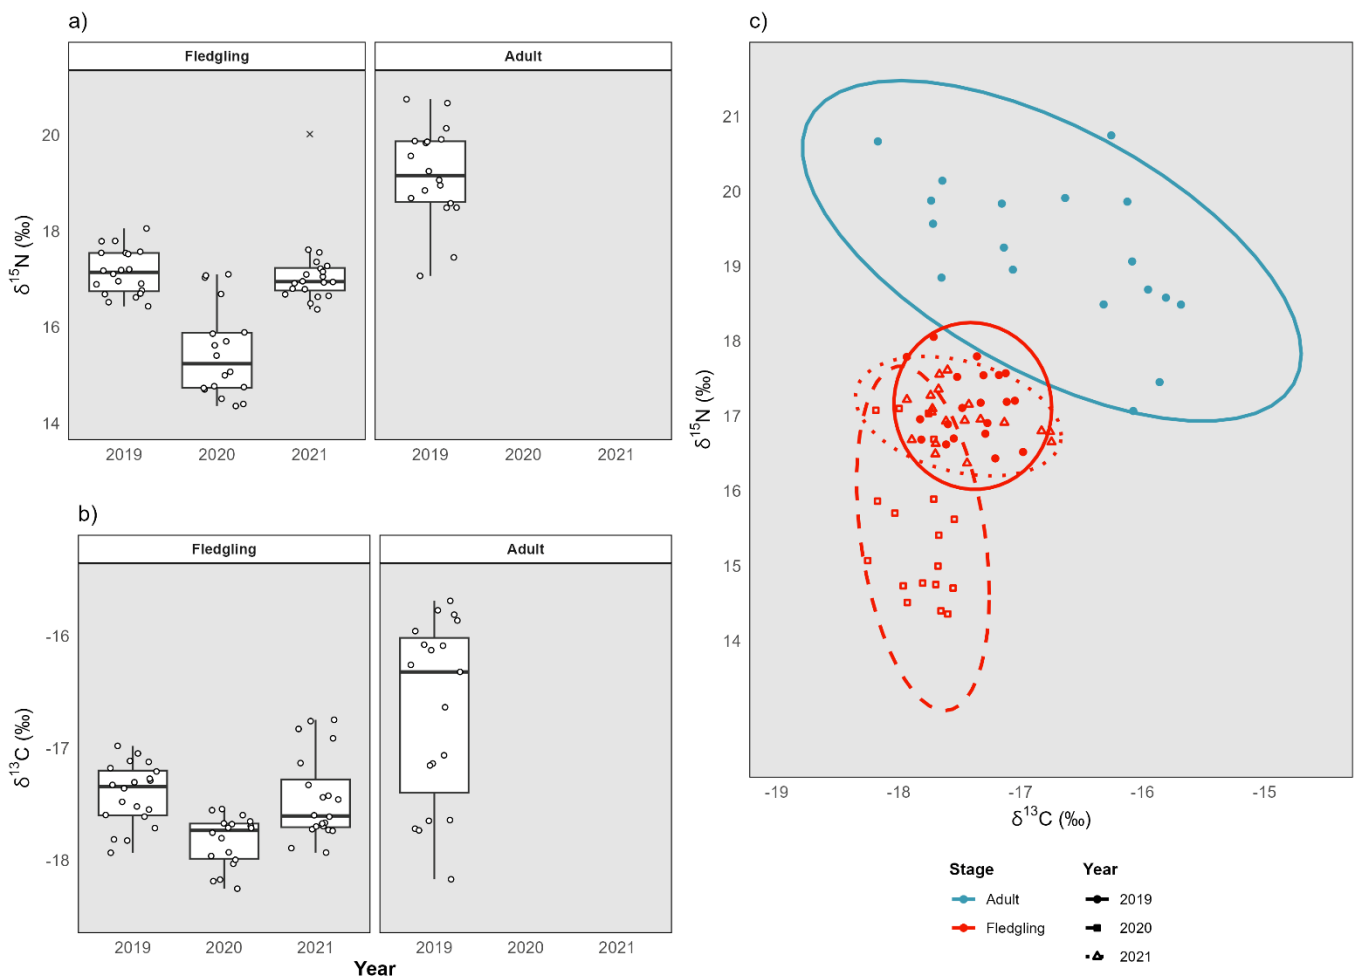 a)
Fledgling
Adult
δ15N (‰)
20
18
16
14
2019
2020
2021
2019
2020
2021
b)
Fledgling
Adult
δ13C (‰)
-16
-17
-18
2019
2020
2021
2019
2020
2021
Year
c)
δ15N (‰)
21
20
19
18
17
16
15
14
-19
-18
-17
-16
-15
δ13C (‰)
Stage
Adult
Fledgling
Year
2019
2020
2021